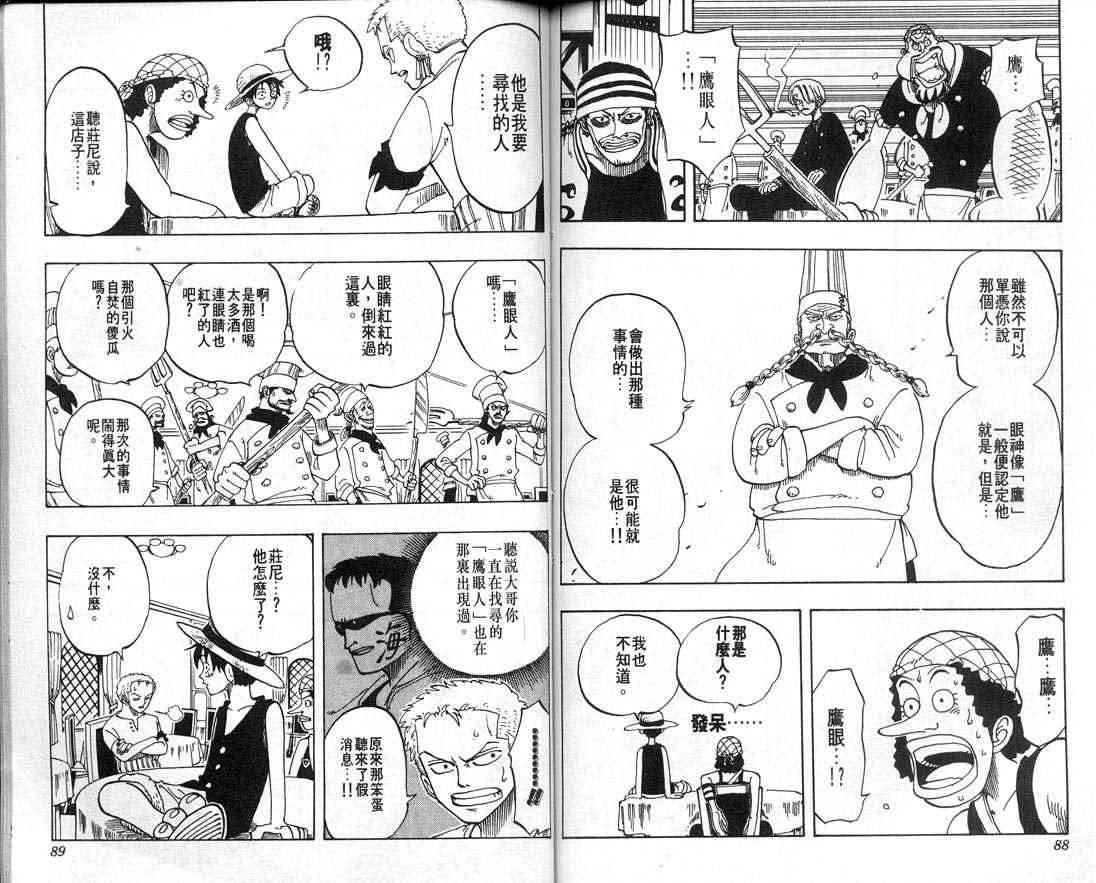 鷹…
「鷹眼人」
…!!
雖然不可以
單憑你說
那個人…
眼神像「鷹」
一般便認定他
就是，但是…
會做出那種
事情的…
很可能就
是他…!!
鷹…鷹…
鷹眼…!?
那是
什麼人?
我也
不知道。
發呆……
88
他是我要
尋找的人
……
哦!?
聽莊尼說，
這店子……
「鷹眼人」
嗎……
眼睛紅紅的
人，倒來過
這裏。
啊!
是那個喝
太多酒，
連眼睛也
紅了的人
吧?
那個引火
自焚的傻瓜
嗎?
那次的事情
鬧得眞大
呢。
聽説大哥你
一直在找尋的
「鷹眼人」也在
那裏出現過。
…………!!!
原來那笨蛋
聽來了假
消息…!!
莊尼…?
他怎麼了?
不，
沒什麼。
89